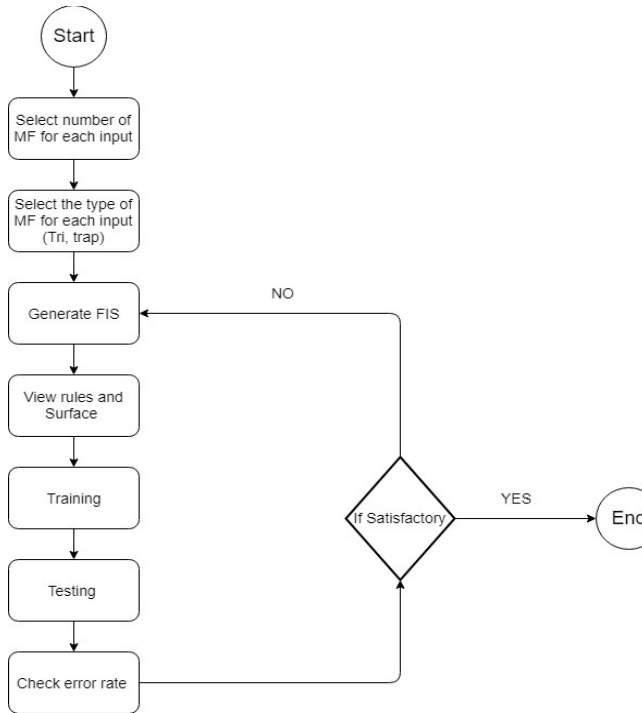 Start
Select number of
MF for each input
Select the type of
MF for each input
(Tri, trap)
Generate FIS
NO
View rules and
Surface
Training
If Satisfactory
YES
End
Testing
Check error rate